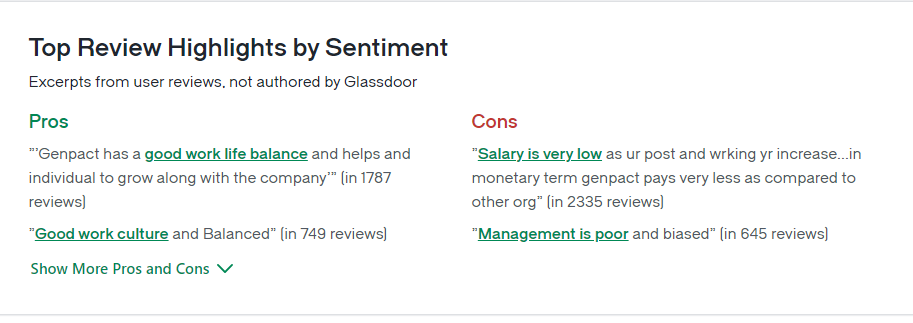 Top Review Highlights by Sentiment
Excerpts from user reviews, not authored by Glassdoor
Pros
"'Genpact has a good work life balance and helps and
individual to grow along with the company'" (in 1787
reviews)
"Good work culture and Balanced" (in 749 reviews)
Show More Pros and Cons
Cons
"Salary is very low as ur post and wrking yr increase...in
monetary term genpact pays very less as compared to
other org" (in 2335 reviews)
"Management is poor and biased" (in 645 reviews)